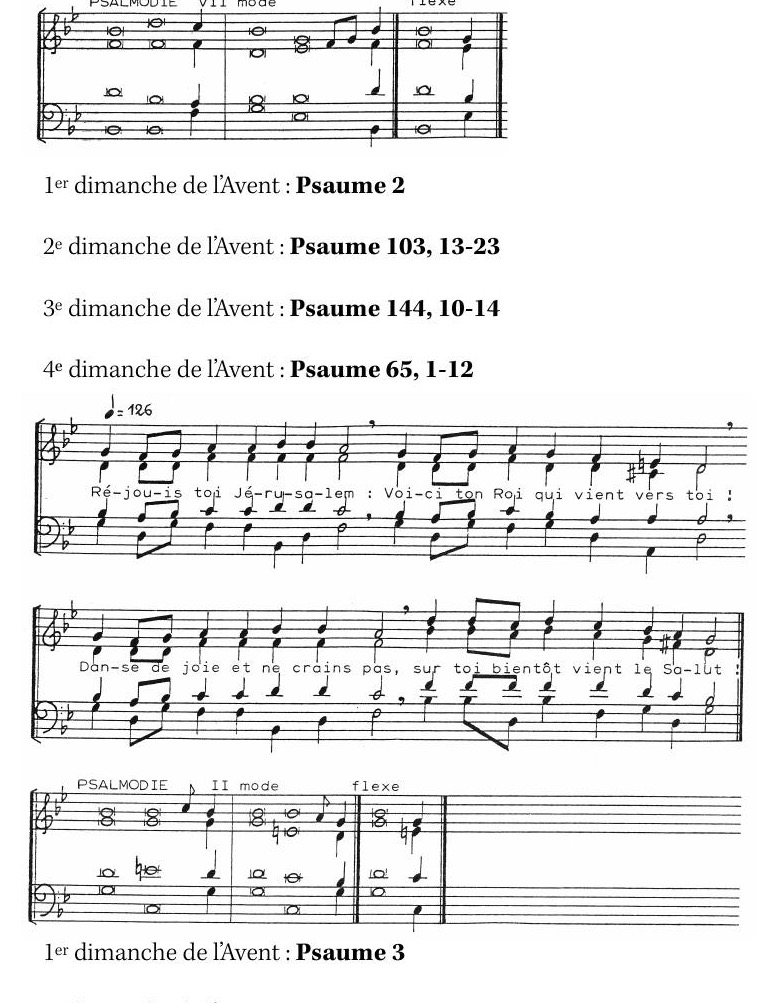 PSALMODIE VII mode flexe
1er dimanche de l’Avent : Psaume 2
2e dimanche de l’Avent : Psaume 103, 13-23
3e dimanche de l’Avent : Psaume 144, 10-14
4e dimanche de l’Avent : Psaume 65, 1-12
= 126
Ré-jou-is toi Jé-ru-sa-lem : Voi-ci ton Roi qui vient vers toi !
Dan-se de joie et ne crains pas, sur toi bientôt vient le Sa-lut !
PSALMODIE II mode flexe
1er dimanche de l’Avent : Psaume 3